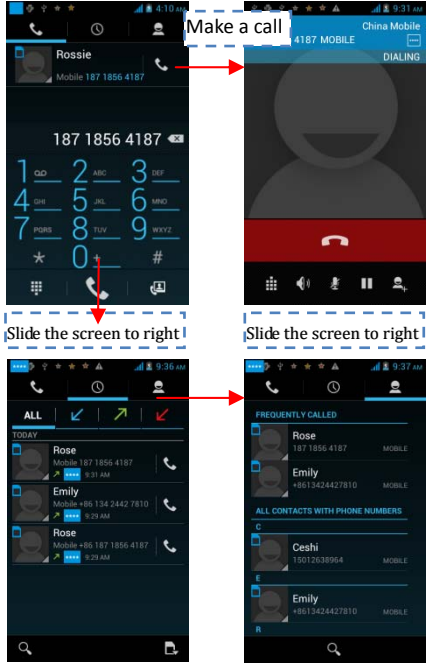 4:10 AM
Rossie
Mobile 187 1856 4187
187 1856 4187
1
2 ABC
3 DEF
4 GHI
5 JKL
6 MNO
7 PQRS
8 TUV
9 WXYZ
*
0 +
#
Make a call
9:31 AM
China Mobile
4187 MOBILE
DIALING
Slide the screen to right
Slide the screen to right
9:36 AM
ALL
TODAY
Rose
Mobile 187 1856 4187
9:31 AM
Emily
Mobile +86 134 2442 7810
9:29 AM
Rose
Mobile +86 187 1856 4187
9:29 AM
9:37 AM
FREQUENTLY CALLED
Rose
187 1856 4187 MOBILE
Emily
+8613424427810 MOBILE
ALL CONTACTS WITH PHONE NUMBERS
C
Ceshi
15012638964 MOBILE
E
Emily
+8613424427810 MOBILE
R